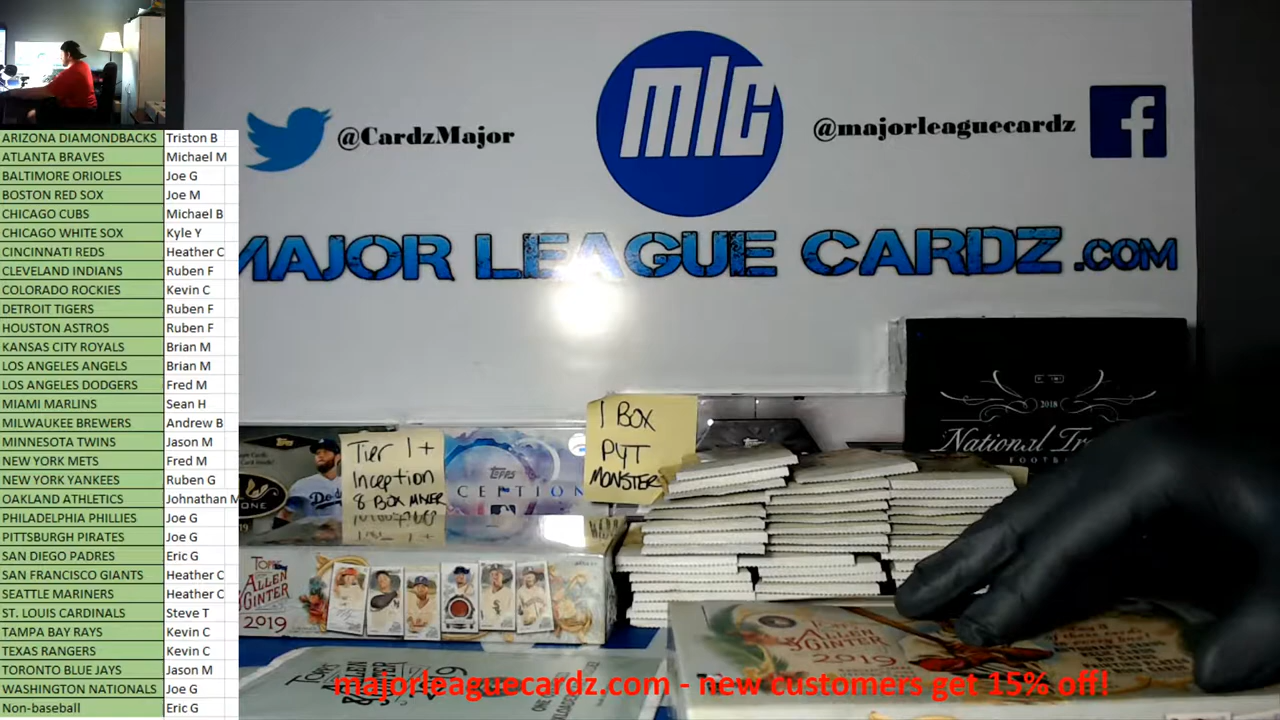 ARIZONA DIAMONDBACKS Triston B
ATLANTA BRAVES Michael M
BALTIMORE ORIOLES Joe G
BOSTON RED SOX Joe M
CHICAGO CUBS Michael B
CHICAGO WHITE SOX Kyle Y
CINCINNATI REDS Heather C
CLEVELAND INDIANS Ruben F
COLORADO ROCKIES Kevin C
DETROIT TIGERS Ruben F
HOUSTON ASTROS Ruben F
KANSAS CITY ROYALS Brian M
LOS ANGELES ANGELS Brian M
LOS ANGELES DODGERS Fred M
MIAMI MARLINS Sean H
MILWAUKEE BREWERS Andrew B
MINNESOTA TWINS Jason M
NEW YORK METS Fred M
NEW YORK YANKEES Ruben G
OAKLAND ATHLETICS Johnathan M
PHILADELPHIA PHILLIES Joe G
PITTSBURGH PIRATES Joe G
SAN DIEGO PADRES Eric G
SAN FRANCISCO GIANTS Heather C
SEATTLE MARINERS Heather C
ST. LOUIS CARDINALS Steve T
TAMPA BAY RAYS Kevin C
TEXAS RANGERS Kevin C
TORONTO BLUE JAYS Jason M
WASHINGTON NATIONALS Joe G
Non-baseball Eric G
@CardzMajor
mlc
@majorleaguecardz
f
MAJOR LEAGUE CARDZ.COM
2018
National Tr
FOOTB
1 BOX
PYT
MONSTER
Tier 1 +
Inception
8 BOX MIXER
topps
CEPTION
TOPPS
ALLEN
GINTER
2019
ALLEN
GINTER
2019
majorleaguecardz.com - new customers get 15% off!